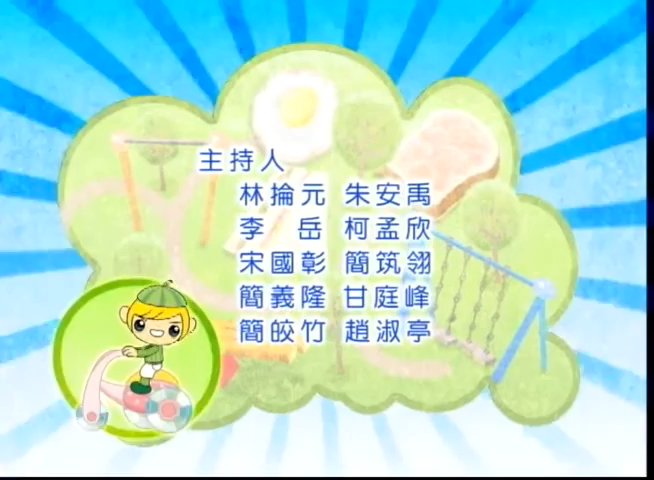 主持人
林掄元 朱安禹
李　岳 柯孟欣
宋國彰 簡筑翎
簡義隆 甘庭峰
簡皎竹 趙淑亭